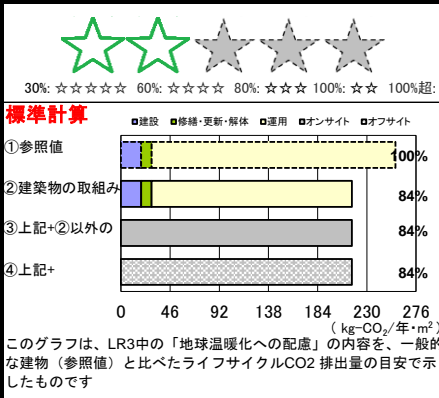 30%: ☆☆☆☆☆ 60%: ☆☆☆☆ 80%: ☆☆☆ 100%: ☆☆ 100%超:
標準計算
■建設 ■修繕・更新・解体 □運用 ■オンサイト ■オフサイト
①参照値 100%
②建築物の取組み 84%
③上記+②以外の 84%
④上記+ 84%
0 46 92 138 184 230 276
( kg-CO₂/年・m²)
このグラフは、LR3中の「地球温暖化への配慮」の内容を、一般的
な建物（参照値）と比べたライフサイクルCO2 排出量の目安で示
したものです